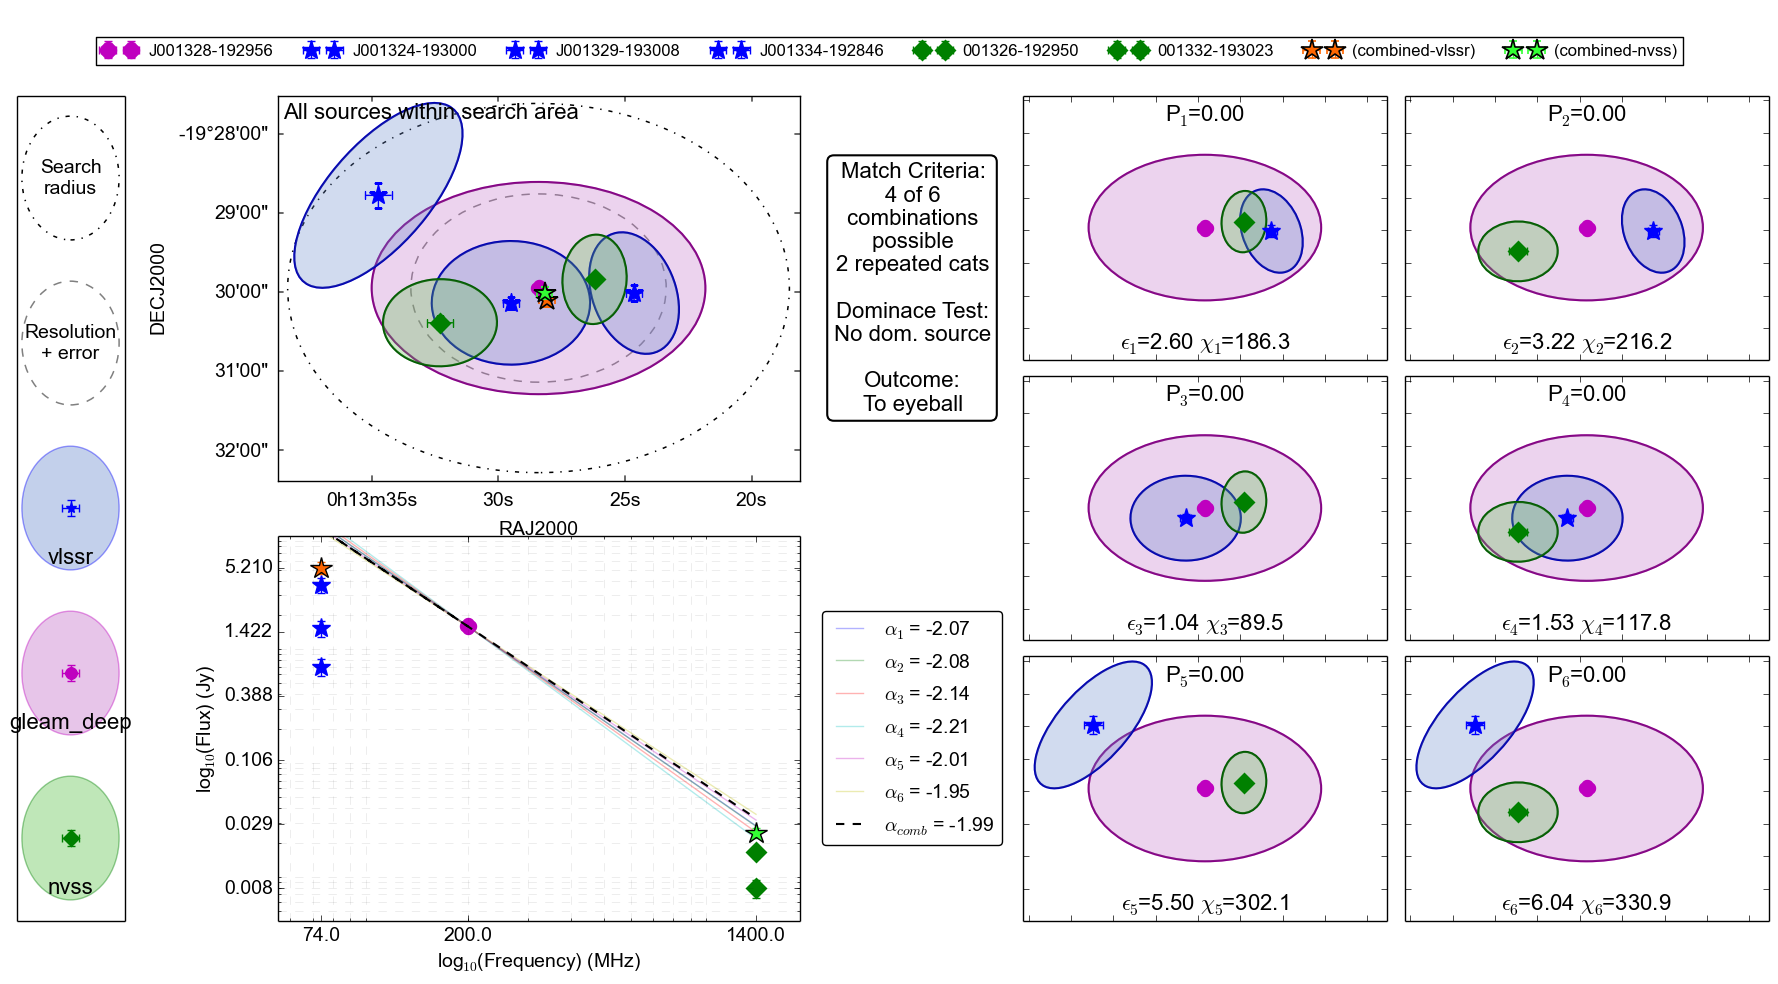 J001328-192956 J001324-193000 J001329-193008 J001334-192846 001326-192950 001332-193023 (combined-vlssr) (combined-nvss)
Search
radius
Resolution
+ error
vlssr
gleam_deep
nvss
All sources within search area
DECJ2000
-19°28'00"
29'00"
30'00"
31'00"
32'00"
0h13m35s 30s 25s 20s
RAJ2000
Match Criteria:
4 of 6
combinations
possible
2 repeated cats
Dominace Test:
No dom. source
Outcome:
To eyeball
log10(Flux) (Jy)
5.210
1.422
0.388
0.106
0.029
0.008
74.0 200.0 1400.0
log10(Frequency) (MHz)
α1 = -2.07
α2 = -2.08
α3 = -2.14
α4 = -2.21
α5 = -2.01
α6 = -1.95
αcomb = -1.99
P1=0.00
ϵ1=2.60 χ1=186.3
P2=0.00
ϵ2=3.22 χ2=216.2
P3=0.00
ϵ3=1.04 χ3=89.5
P4=0.00
ϵ4=1.53 χ4=117.8
P5=0.00
ϵ5=5.50 χ5=302.1
P6=0.00
ϵ6=6.04 χ6=330.9